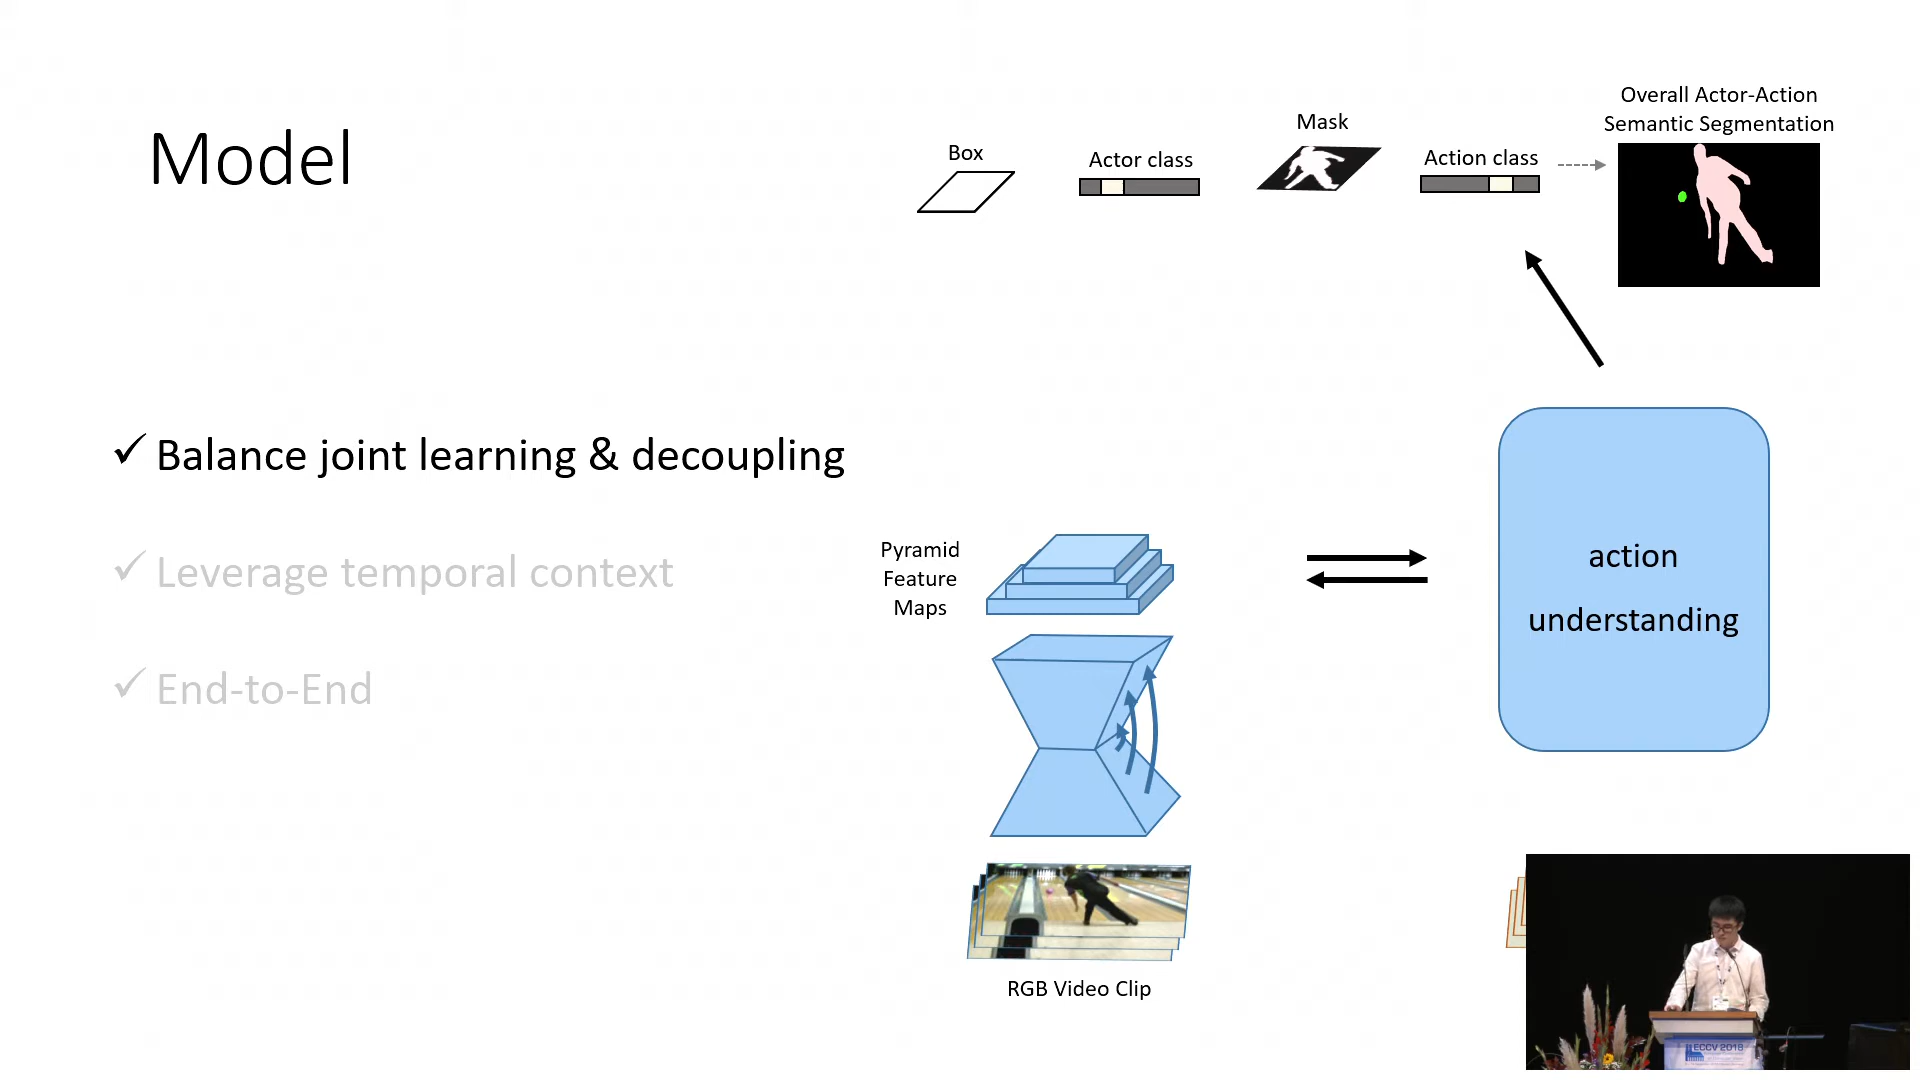 Model
Box
Actor class
Mask
Action class
Overall Actor-Action
Semantic Segmentation
✓ Balance joint learning & decoupling
✓ Leverage temporal context
✓ End-to-End
Pyramid
Feature
Maps
action
understanding
RGB Video Clip
ECCV 2018